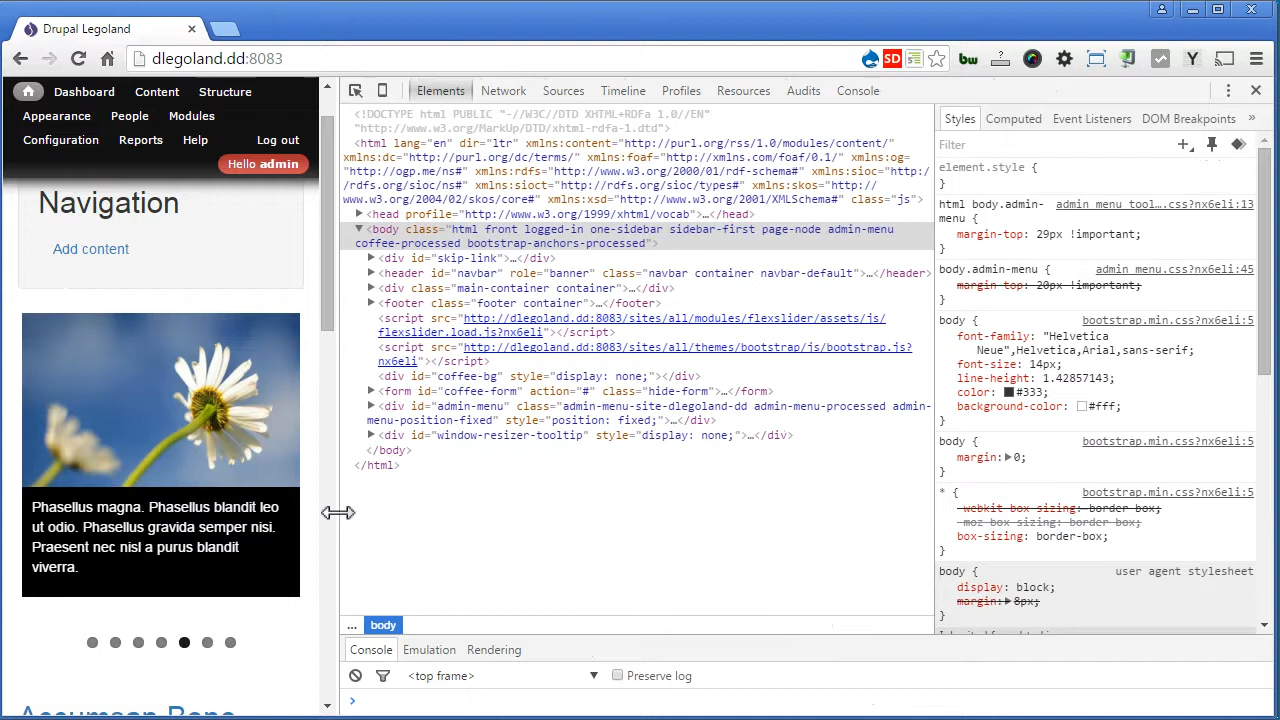 Drupal Legoland
dlegoland.dd:8083
SD
bw
?
Y
Dashboard Content Structure
Appearance People Modules
Configuration Reports Help Log out
Hello admin
Navigation
Add content
Phasellus magna. Phasellus blandit leo
ut odio. Phasellus gravida semper nisi.
Praesent nec nisl a purus blandit
viverra.
Elements Network Sources Timeline Profiles Resources Audits Console
<!DOCTYPE html PUBLIC "-//W3C//DTD XHTML+RDFa 1.0//EN"
"http://www.w3.org/MarkUp/DTD/xhtml-rdfa-1.dtd">
<html lang="en" dir="ltr" xmlns:content="http://purl.org/rss/1.0/modules/content/"
xmlns:dc="http://purl.org/dc/terms/" xmlns:foaf="http://xmlns.com/foaf/0.1/" xmlns:og=
"http://ogp.me/ns#" xmlns:rdfs="http://www.w3.org/2000/01/rdf-schema#" xmlns:sioc="http:/
/rdfs.org/sioc/ns#" xmlns:sioct="http://rdfs.org/sioc/types#" xmlns:skos="http://
www.w3.org/2004/02/skos/core#" xmlns:xsd="http://www.w3.org/2001/XMLSchema#" class="js">
<head profile="http://www.w3.org/1999/xhtml/vocab">…</head>
<body class="html front logged-in one-sidebar sidebar-first page-node admin-menu
coffee-processed bootstrap-anchors-processed">
<div id="skip-link">…</div>
<header id="navbar" role="banner" class="navbar container navbar-default">…</header>
<div class="main-container container">…</div>
<footer class="footer container">…</footer>
<script src="http://dlegoland.dd:8083/sites/all/modules/flexslider/assets/js/
flexslider.load.js?nx6eli"></script>
<script src="http://dlegoland.dd:8083/sites/all/themes/bootstrap/js/bootstrap.js?
nx6eli"></script>
<div id="coffee-bg" style="display: none;"></div>
<form id="coffee-form" action="#" class="hide-form">…</form>
<div id="admin-menu" class="admin-menu-site-dlegoland-dd admin-menu-processed admin-
menu-position-fixed" style="position: fixed;">…</div>
<div id="window-resizer-tooltip" style="display: none;">…</div>
</body>
</html>
... body
Console Emulation Rendering
<top frame> Preserve log
Styles Computed Event Listeners DOM Breakpoints »
Filter
element.style {
}
html body.admin- admin menu tool…cs?nx6eli:13
menu {
margin-top: 29px !important;
}
body.admin-menu { admin menu.css?nx6eli:45
margin-top: 20px !important;
}
body { bootstrap.min.css?nx6eli:5
font-family: "Helvetica
Neue",Helvetica,Arial,sans-serif;
font-size: 14px;
line-height: 1.42857143;
color: #333;
background-color: #fff;
}
body { bootstrap.min.css?nx6eli:5
margin: 0;
}
* { bootstrap.min.css?nx6eli:5
-webkit-box-sizing: border-box;
-moz-box-sizing: border-box;
box-sizing: border-box;
}
body { user agent stylesheet
display: block;
margin: 8px;
}